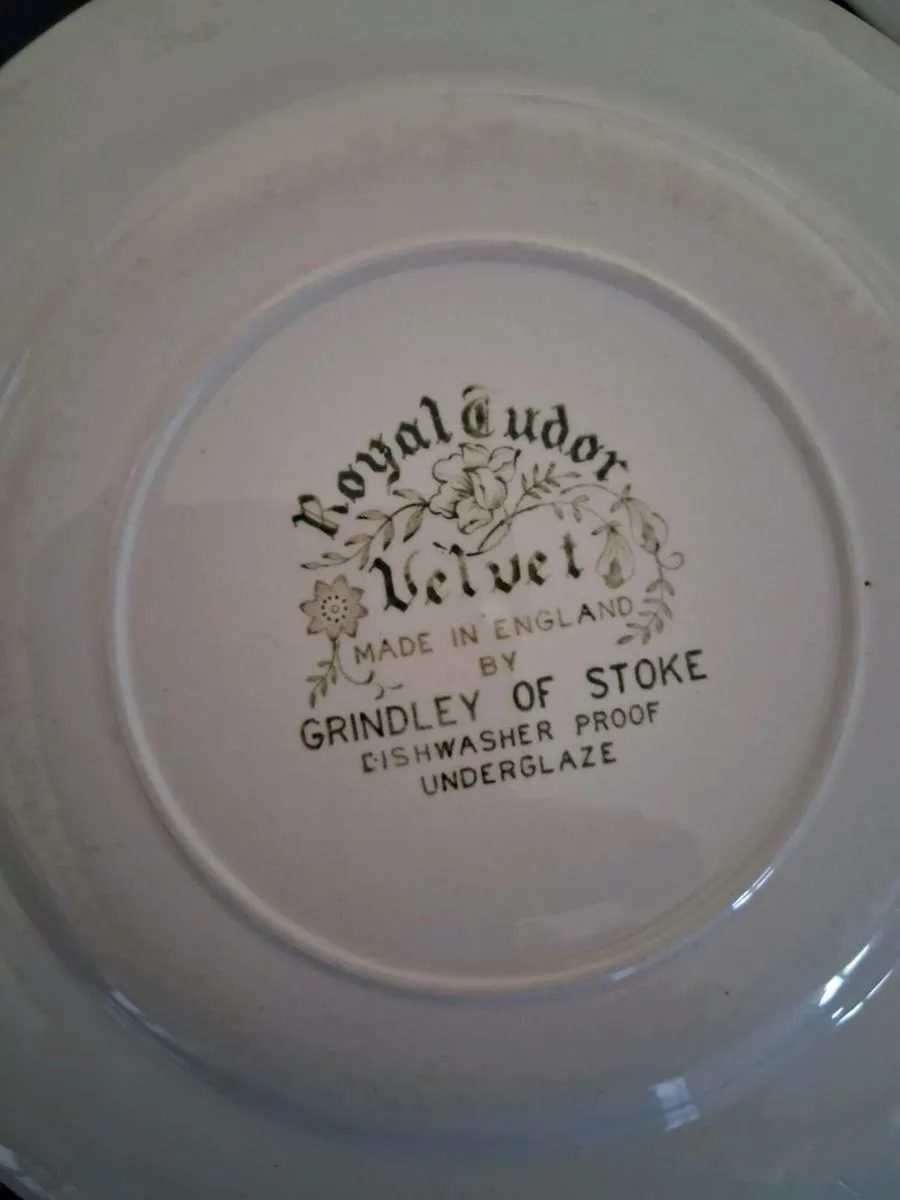 Royal Tudor
Velvet
MADE IN ENGLAND
BY
GRINDLEY OF STOKE
DISHWASHER PROOF
UNDERGLAZE